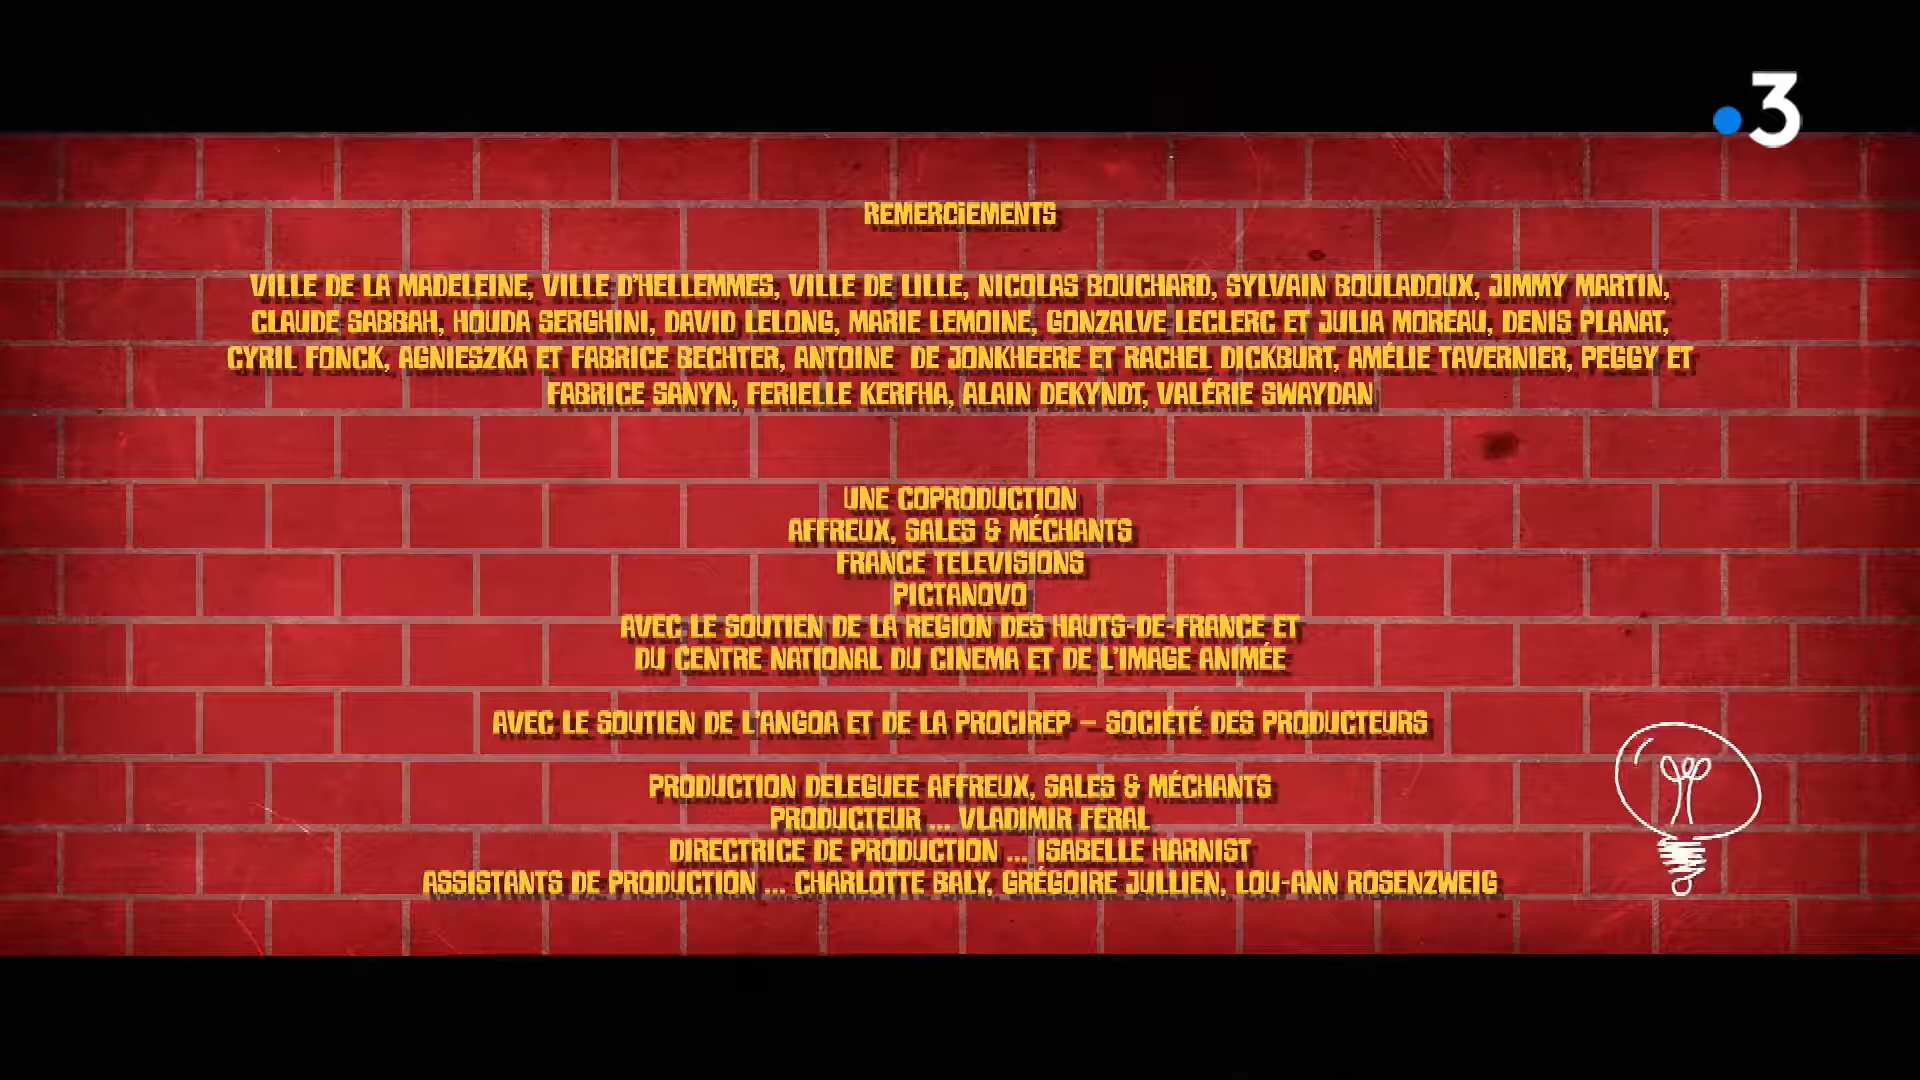 3
REMERCiEMENTS
VILLE DE LA MADELEINE, VILLE D'HELLEMMES, VILLE DE LILLE, NICOLAS BOUCHARD, SYLVAIN BOULADOUX, JIMMY MARTIN,
CLAUDE SABBAH, HOUDA SERGHINI, DAVID LELONG, MARIE LEMOINE, GONZALVE LECLERC ET JULIA MOREAU, DENIS PLANAT,
CYRIL FONCK, AGNIESZKA ET FABRICE BECHTER, ANTOINE DE JONKHEERE ET RACHEL DICKBURT, AMÉLIE TAVERNIER, PEGGY ET
FABRICE SANYN, FERIELLE KERFHA, ALAIN DEKYNDT, VALÉRIE SWAYDAN
UNE COPRODUCTION
AFFREUX, SALES & MÉCHANTS
FRANCE TELEVISIONS
PICTANOVO
AVEC LE SOUTIEN DE LA REGION DES HAUTS-DE-FRANCE ET
DU CENTRE NATIONAL DU CINEMA ET DE L'IMAGE ANIMÉE
AVEC LE SOUTIEN DE L'ANGOA ET DE LA PROCIREP – SOCIÉTÉ DES PRODUCTEURS
PRODUCTION DELEGUEE AFFREUX, SALES & MÉCHANTS
PRODUCTEUR ... VLADIMIR FERAL
DIRECTRICE DE PRODUCTION ... ISABELLE HARNIST
ASSISTANTS DE PRODUCTION ... CHARLOTTE BALY, GRÉGOIRE JULLIEN, LOU-ANN ROSENZWEIG